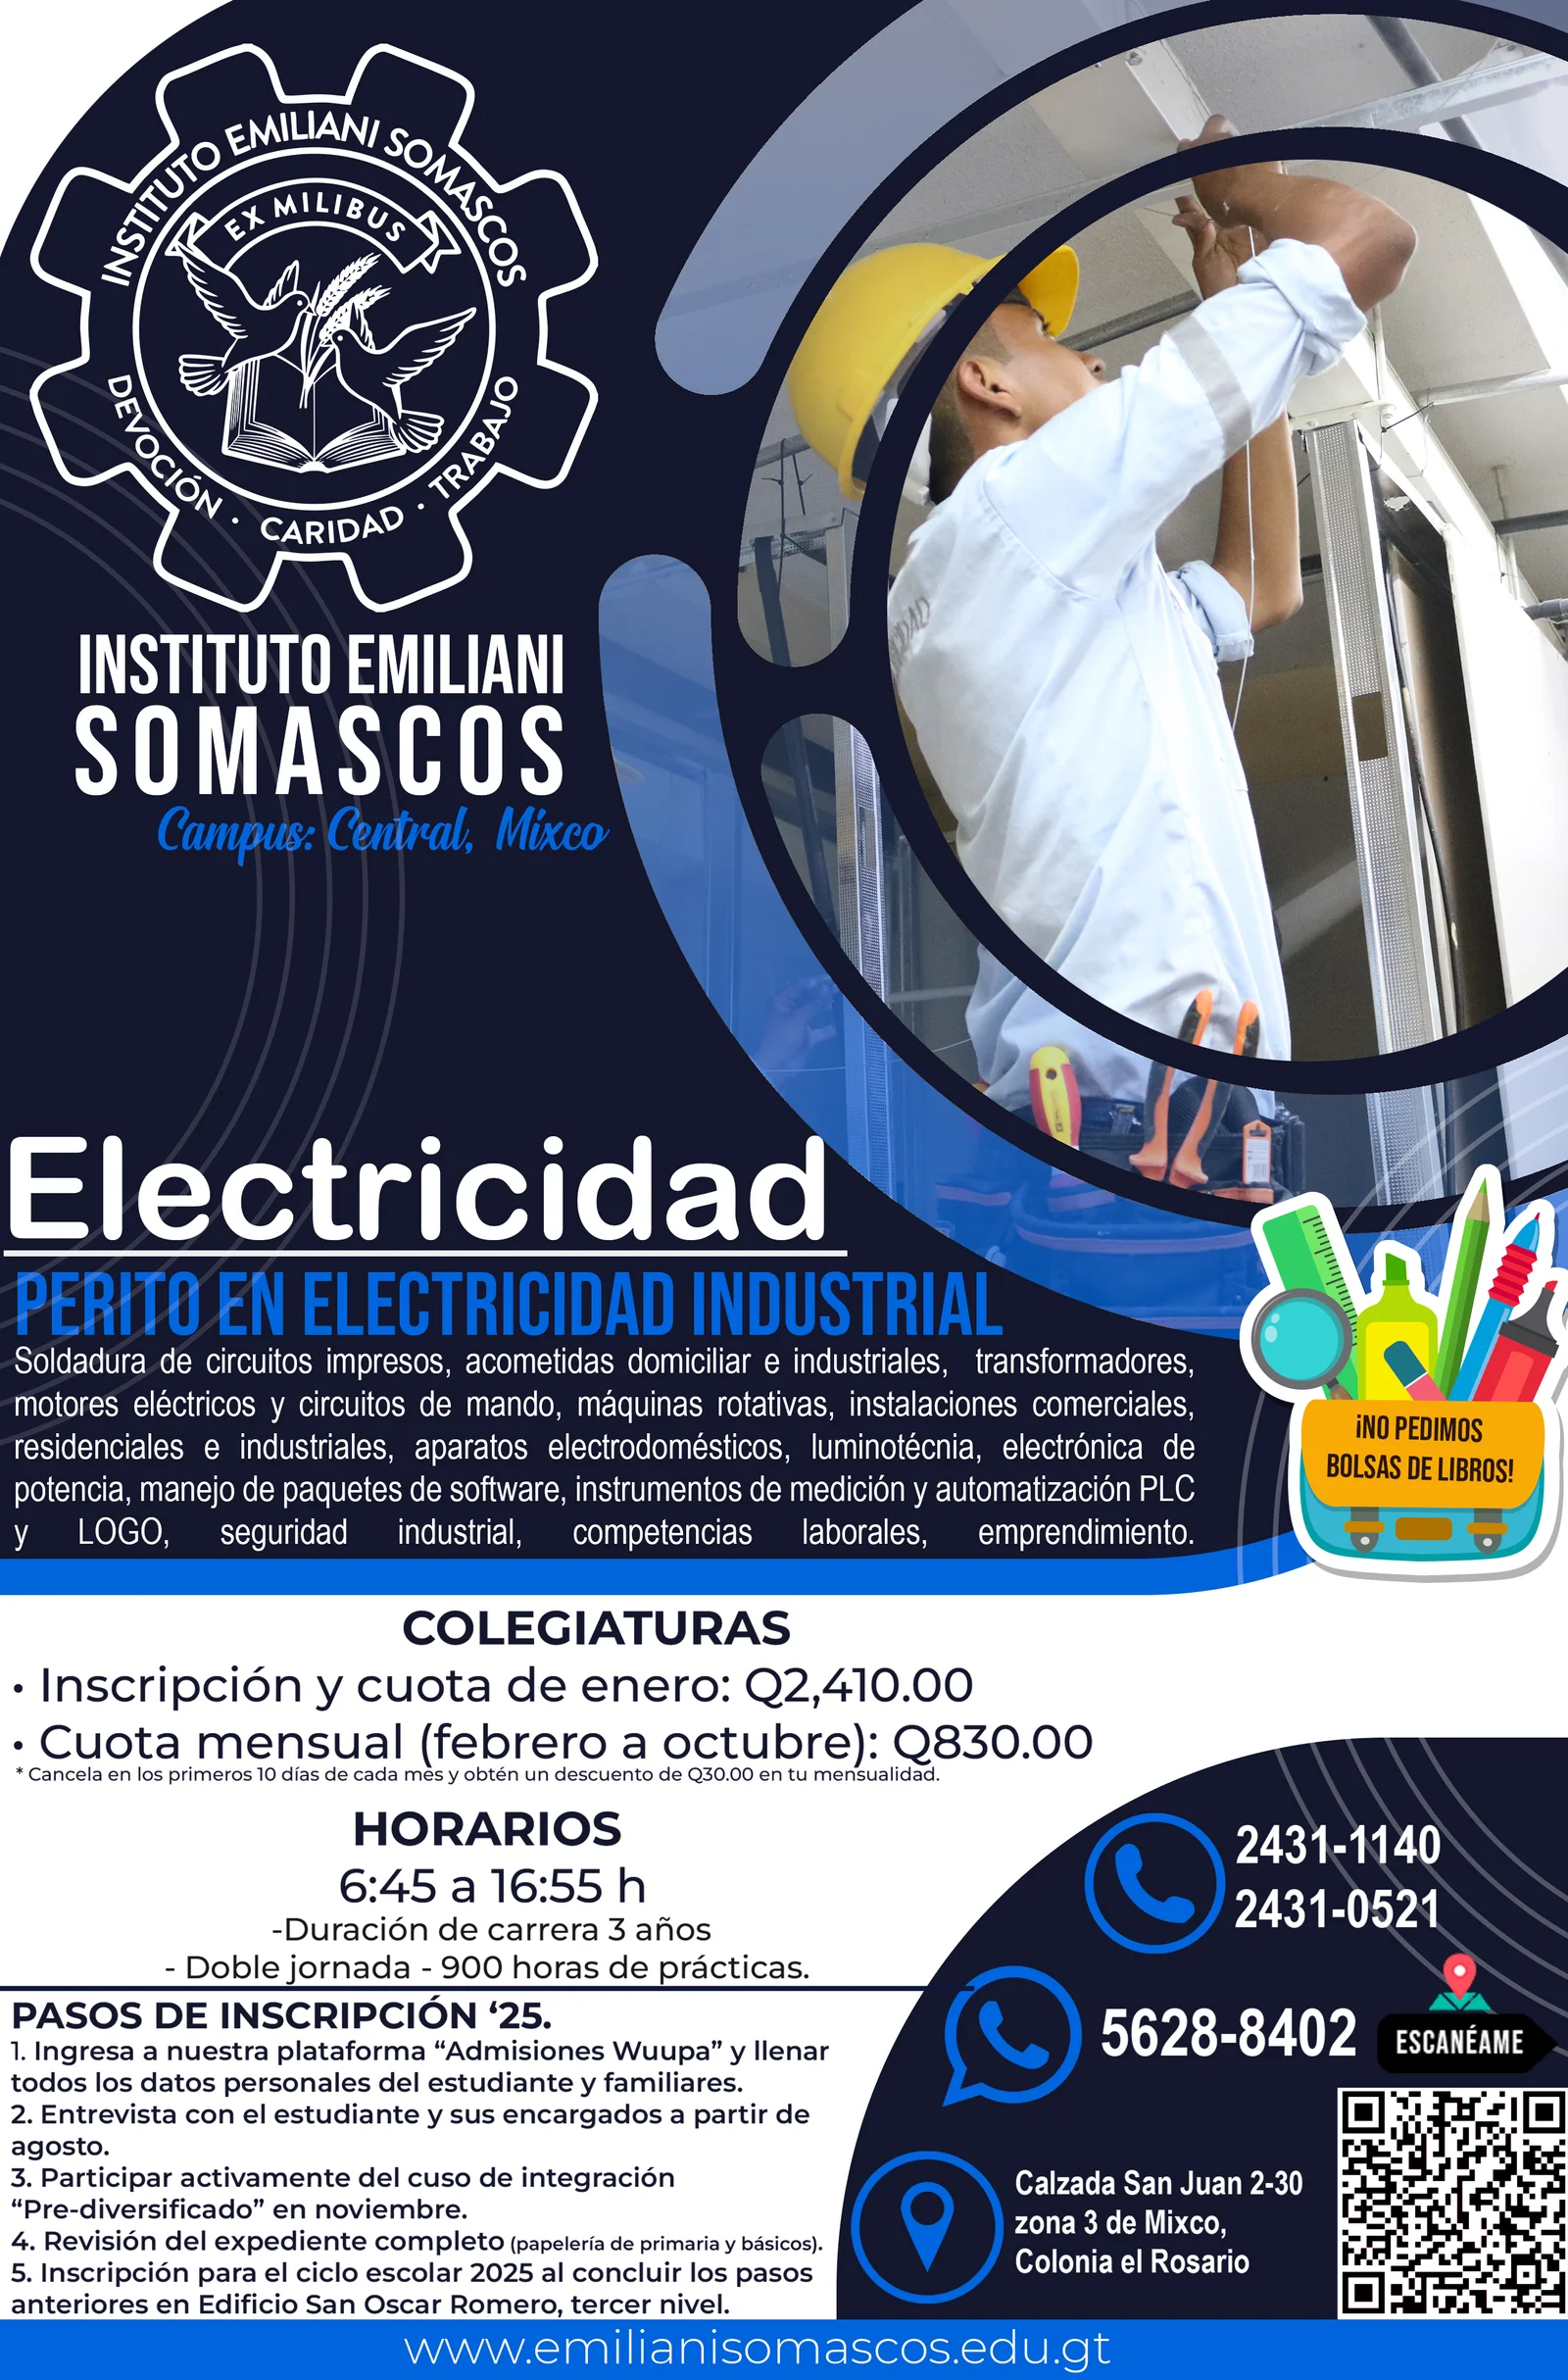 INSTITUTO EMILIANI SOMASCOS
EX MILIBUS
DEVOCIÓN · CARIDAD · TRABAJO
INSTITUTO EMILIANI
SOMASCOS
Campus: Central, Mixco
Electricidad
PERITO EN ELECTRICIDAD INDUSTRIAL
Soldadura de circuitos impresos, acometidas domiciliar e industriales, transformadores,
motores eléctricos y circuitos de mando, máquinas rotativas, instalaciones comerciales,
residenciales e industriales, aparatos electrodomésticos, luminotécnia, electrónica de
potencia, manejo de paquetes de software, instrumentos de medición y automatización PLC
y LOGO, seguridad industrial, competencias laborales, emprendimiento.
¡NO PEDIMOS
BOLSAS DE LIBROS!
COLEGIATURAS
• Inscripción y cuota de enero: Q2,410.00
• Cuota mensual (febrero a octubre): Q830.00
* Cancela en los primeros 10 días de cada mes y obtén un descuento de Q30.00 en tu mensualidad.
HORARIOS
6:45 a 16:55 h
-Duración de carrera 3 años
- Doble jornada - 900 horas de prácticas.
PASOS DE INSCRIPCIÓN ‘25.
1. Ingresa a nuestra plataforma “Admisiones Wuupa” y llenar
todos los datos personales del estudiante y familiares.
2. Entrevista con el estudiante y sus encargados a partir de
agosto.
3. Participar activamente del cuso de integración
“Pre-diversificado” en noviembre.
4. Revisión del expediente completo (papelería de primaria y básicos).
5. Inscripción para el ciclo escolar 2025 al concluir los pasos
anteriores en Edificio San Oscar Romero, tercer nivel.
2431-1140
2431-0521
5628-8402
ESCANÉAME
Calzada San Juan 2-30
zona 3 de Mixco,
Colonia el Rosario
www.emilianisomascos.edu.gt